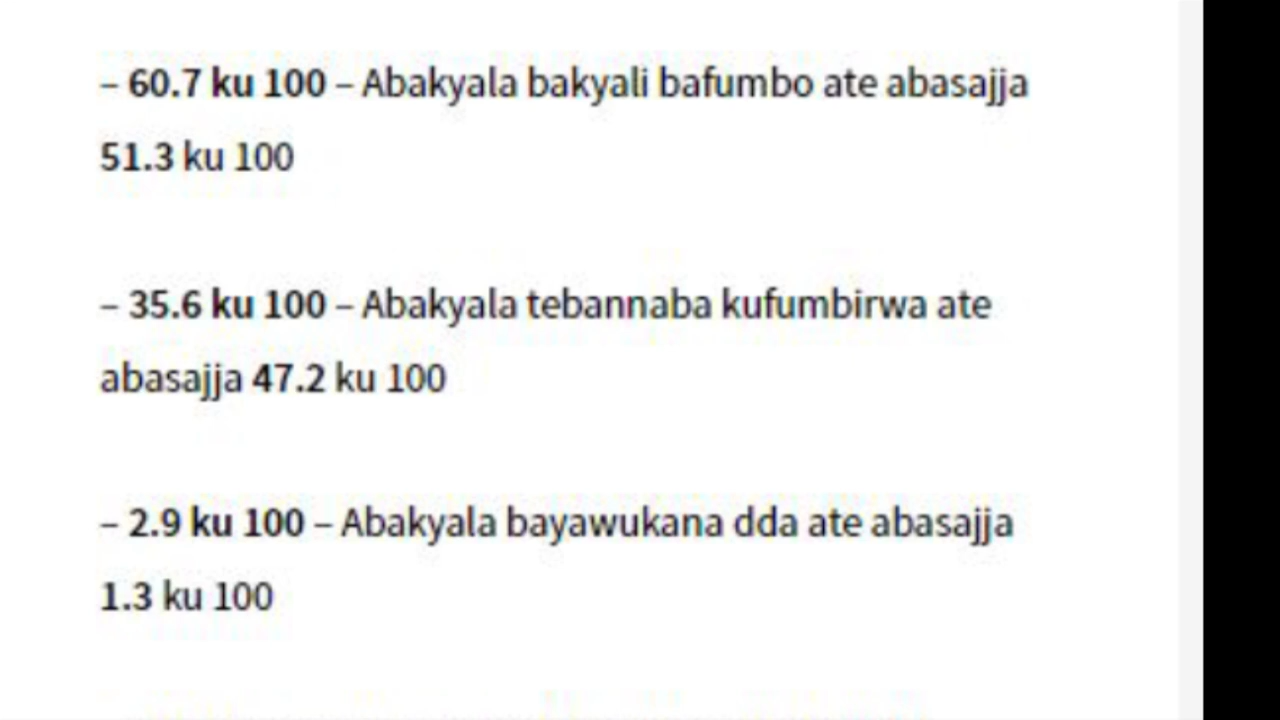 – 60.7 ku 100 – Abakyala bakyali bafumbo ate abasajja
51.3 ku 100
– 35.6 ku 100 – Abakyala tebannaba kufumbirwa ate
abasajja 47.2 ku 100
– 2.9 ku 100 – Abakyala bayawukana dda ate abasajja
1.3 ku 100